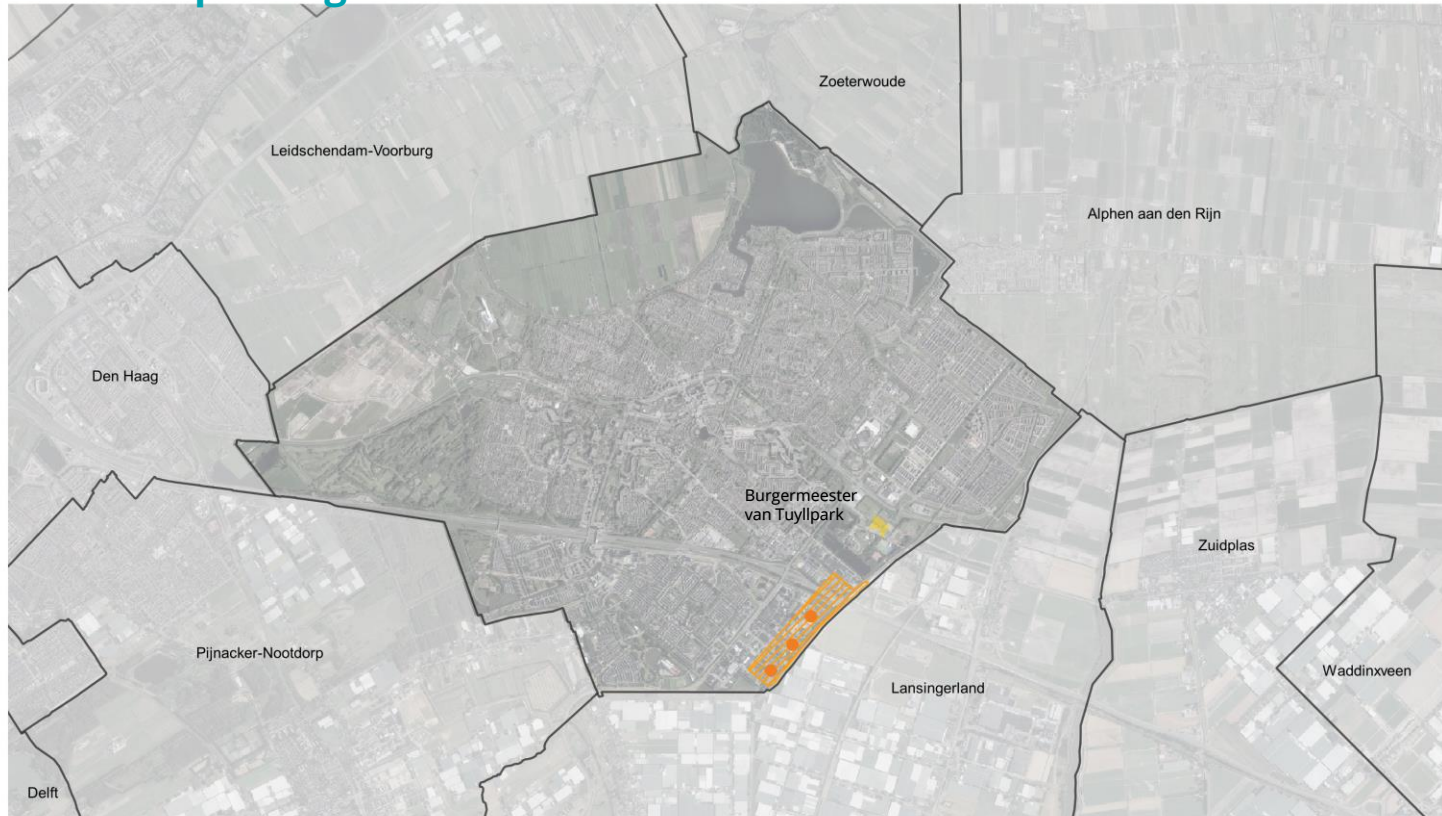 Zoeterwoude
Leidschendam-Voorburg
Alphen aan den Rijn
Den Haag
Burgermeester
van Tuyllpark
Zuidplas
Pijnacker-Nootdorp
Waddinxveen
Lansingerland
Delft